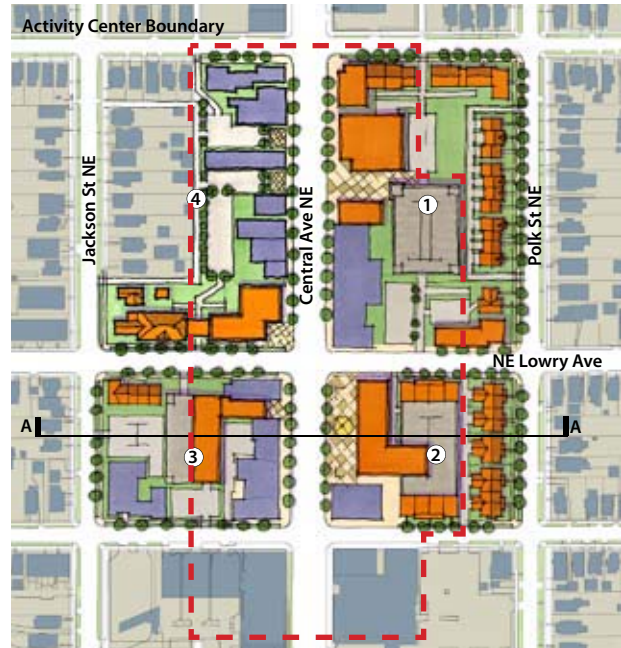 Activity Center Boundary
Jackson St NE
4
Central Ave NE
1
Polk St NE
NE Lowry Ave
A
A
3
2